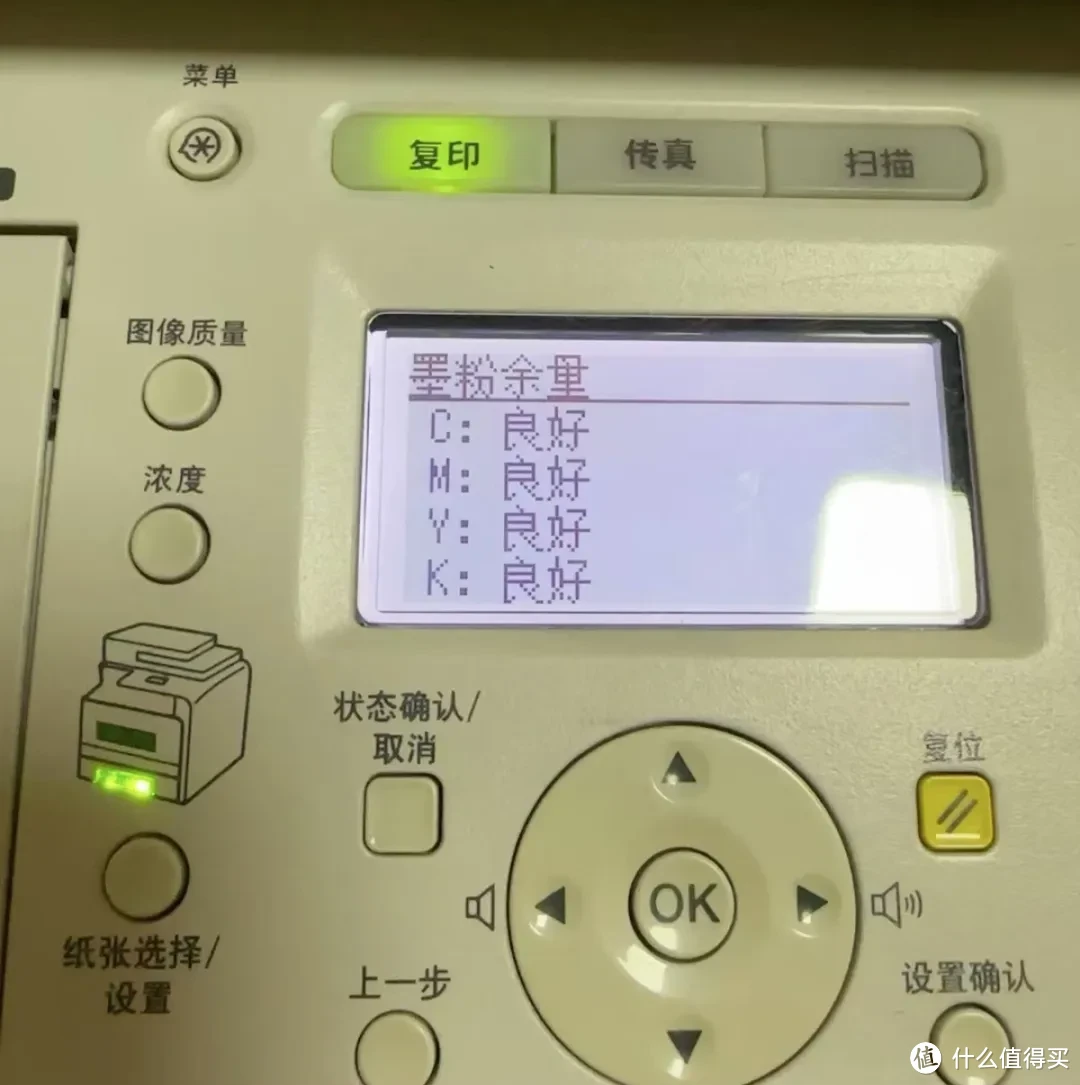 菜单
复印
传真
扫描
图像质量
墨粉余量
C: 良好
M: 良好
Y: 良好
K: 良好
浓度
状态确认/
取消
复位
OK
纸张选择/
设置
上一步
设置确认
值 什么值得买